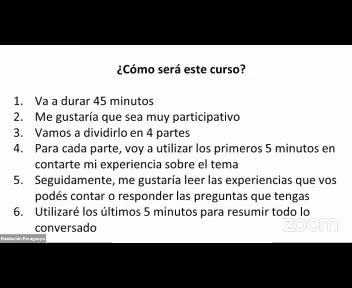 ¿Cómo será este curso?
1. Va a durar 45 minutos
2. Me gustaría que sea muy participativo
3. Vamos a dividirlo en 4 partes
4. Para cada parte, voy a utilizar los primeros 5 minutos en
contarte mi experiencia sobre el tema
5. Seguidamente, me gustaría leer las experiencias que vos
podés contar o responder las preguntas que tengas
6. Utilizaré los últimos 5 minutos para resumir todo lo
conversado
zoom
Fundación Paraguaya